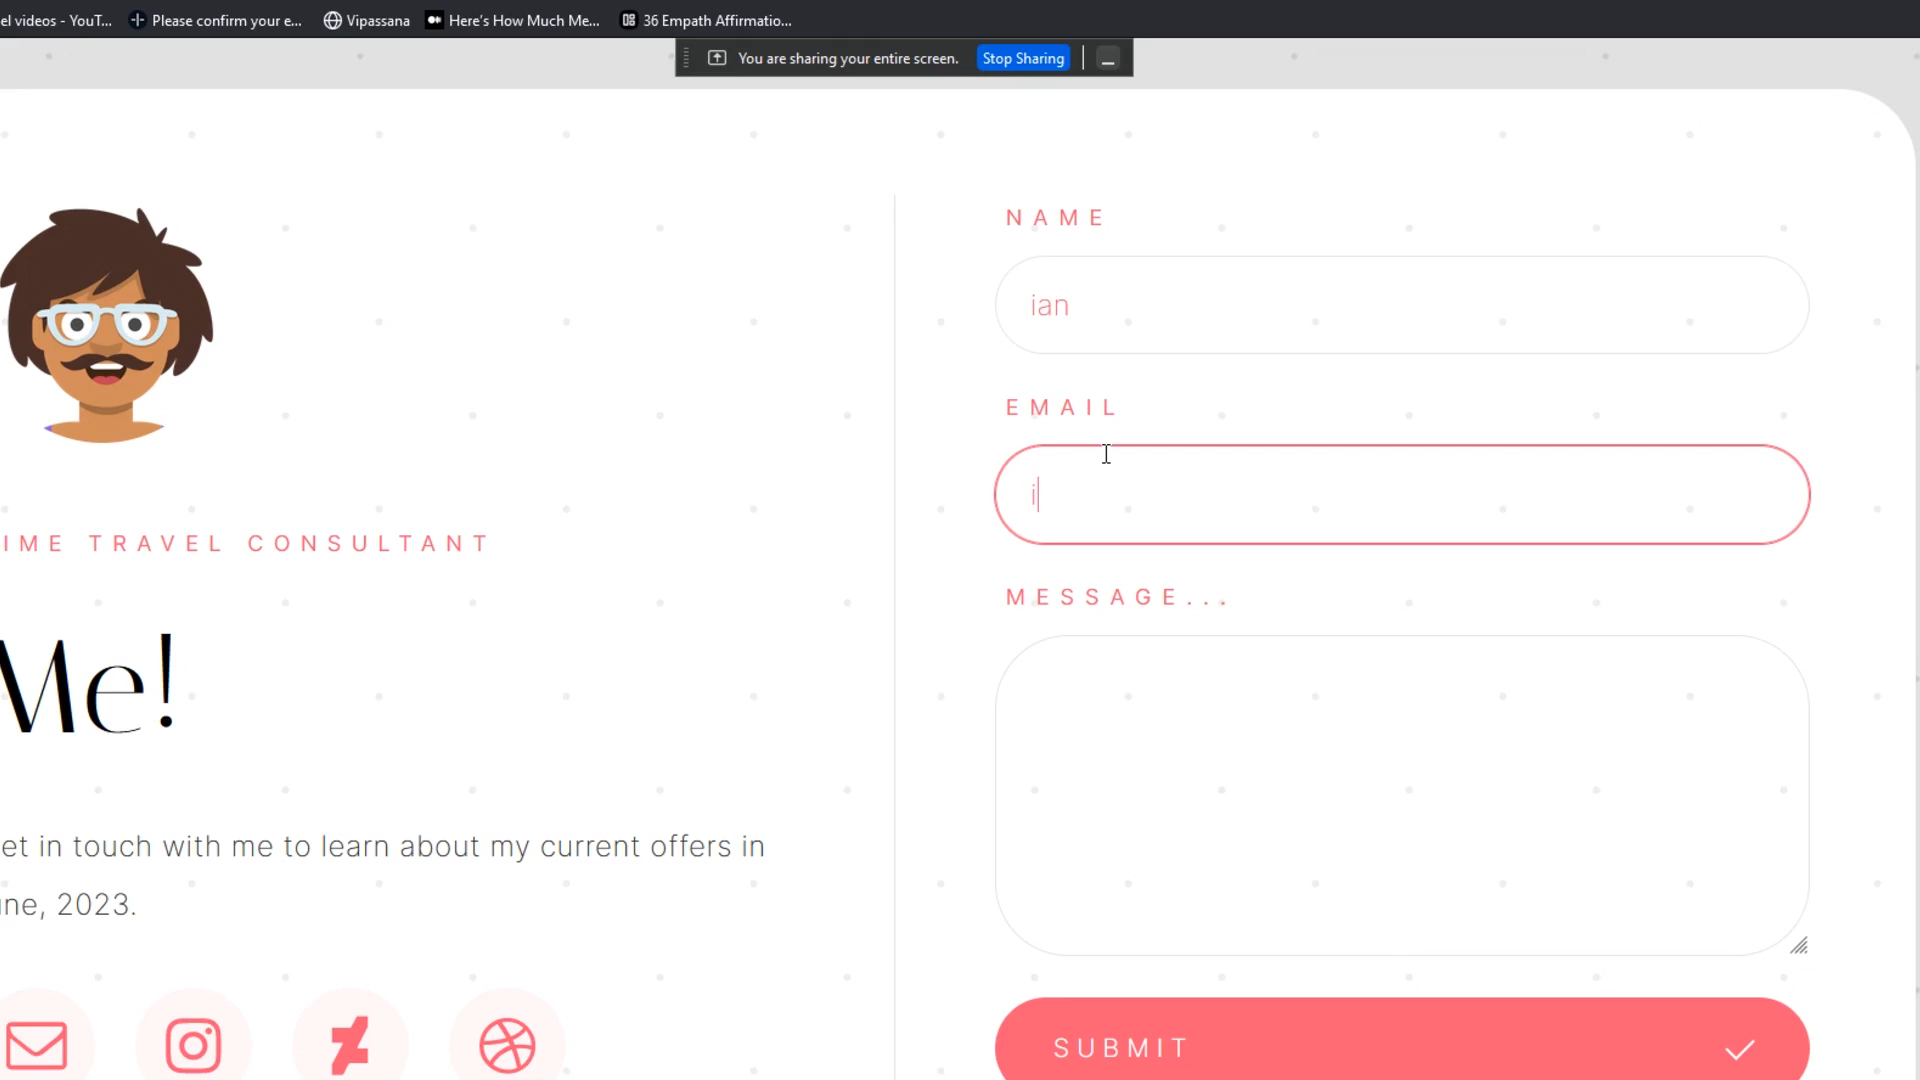 el videos - YouT...
Please confirm your e...
Vipassana
Here's How Much Me...
36 Empath Affirmatio...
You are sharing your entire screen.
Stop Sharing
IME TRAVEL CONSULTANT
Me!
et in touch with me to learn about my current offers in
une, 2023.
NAME
ian
EMAIL
i
MESSAGE...
SUBMIT